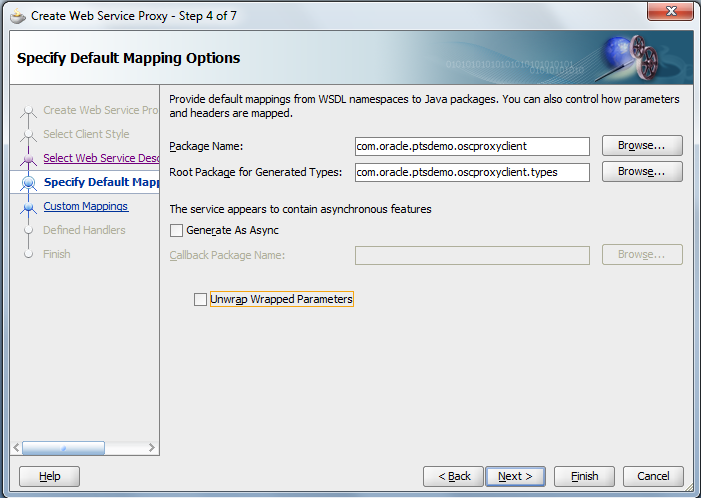 Create Web Service Proxy - Step 4 of 7
Specify Default Mapping Options
010101010101010101010101010101
0101010101
Create Web Service Pro
Select Client Style
Select Web Service Desc
Specify Default Mapp
Custom Mappings
Defined Handlers
Finish
Provide default mappings from WSDL namespaces to Java packages. You can also control how parameters
and headers are mapped.
Package Name: com.oracle.ptsdemo.oscproxyclient Browse...
Root Package for Generated Types: com.oracle.ptsdemo.oscproxyclient.types Browse...
The service appears to contain asynchronous features
Generate As Async
Callback Package Name: Browse...
Unwrap Wrapped Parameters
Help < Back Next > Finish Cancel